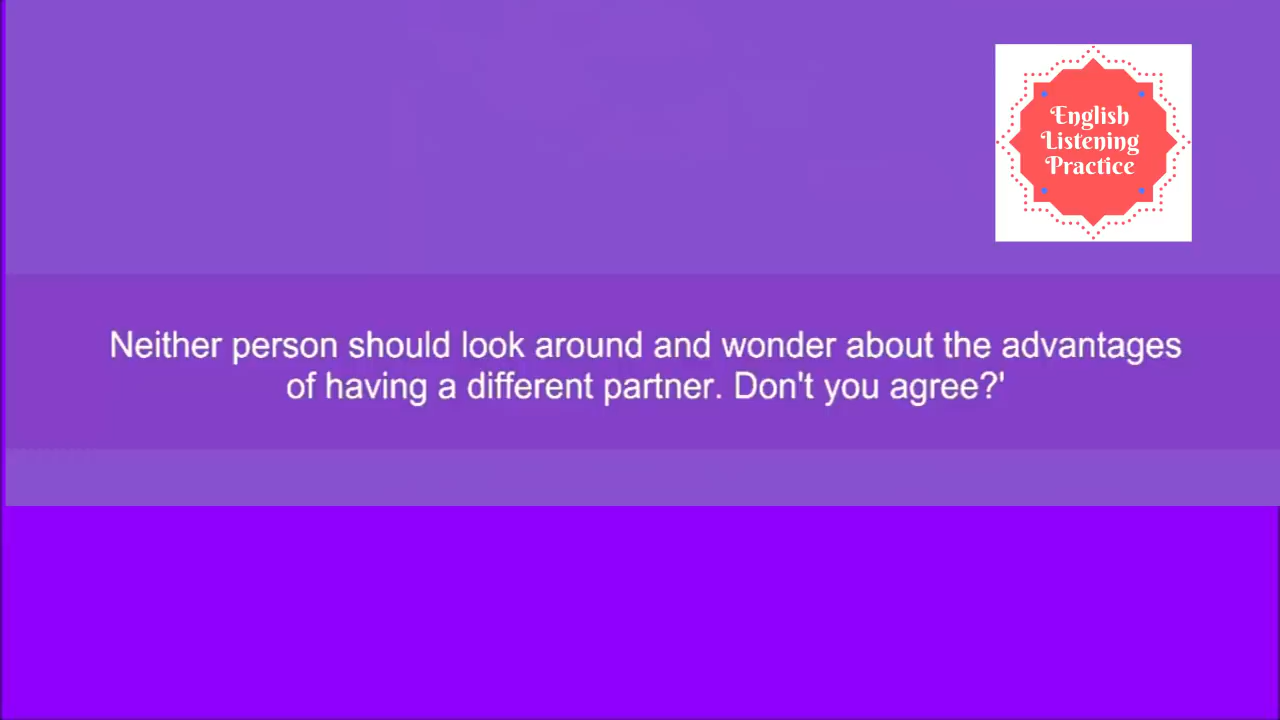 English
Listening
Practice
Neither person should look around and wonder about the advantages
of having a different partner. Don't you agree?'